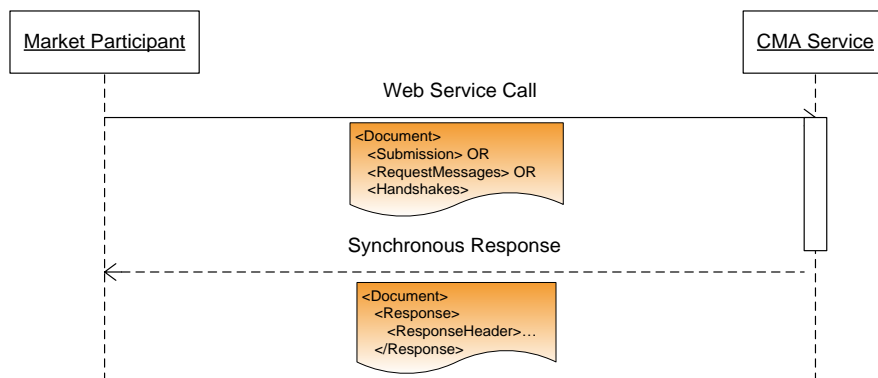 Market Participant
CMA Service
Web Service Call
<Document>
<Submission> OR
<RequestMessages> OR
<Handshakes>
Synchronous Response
<Document>
<Response>
<ResponseHeader>…
</Response>